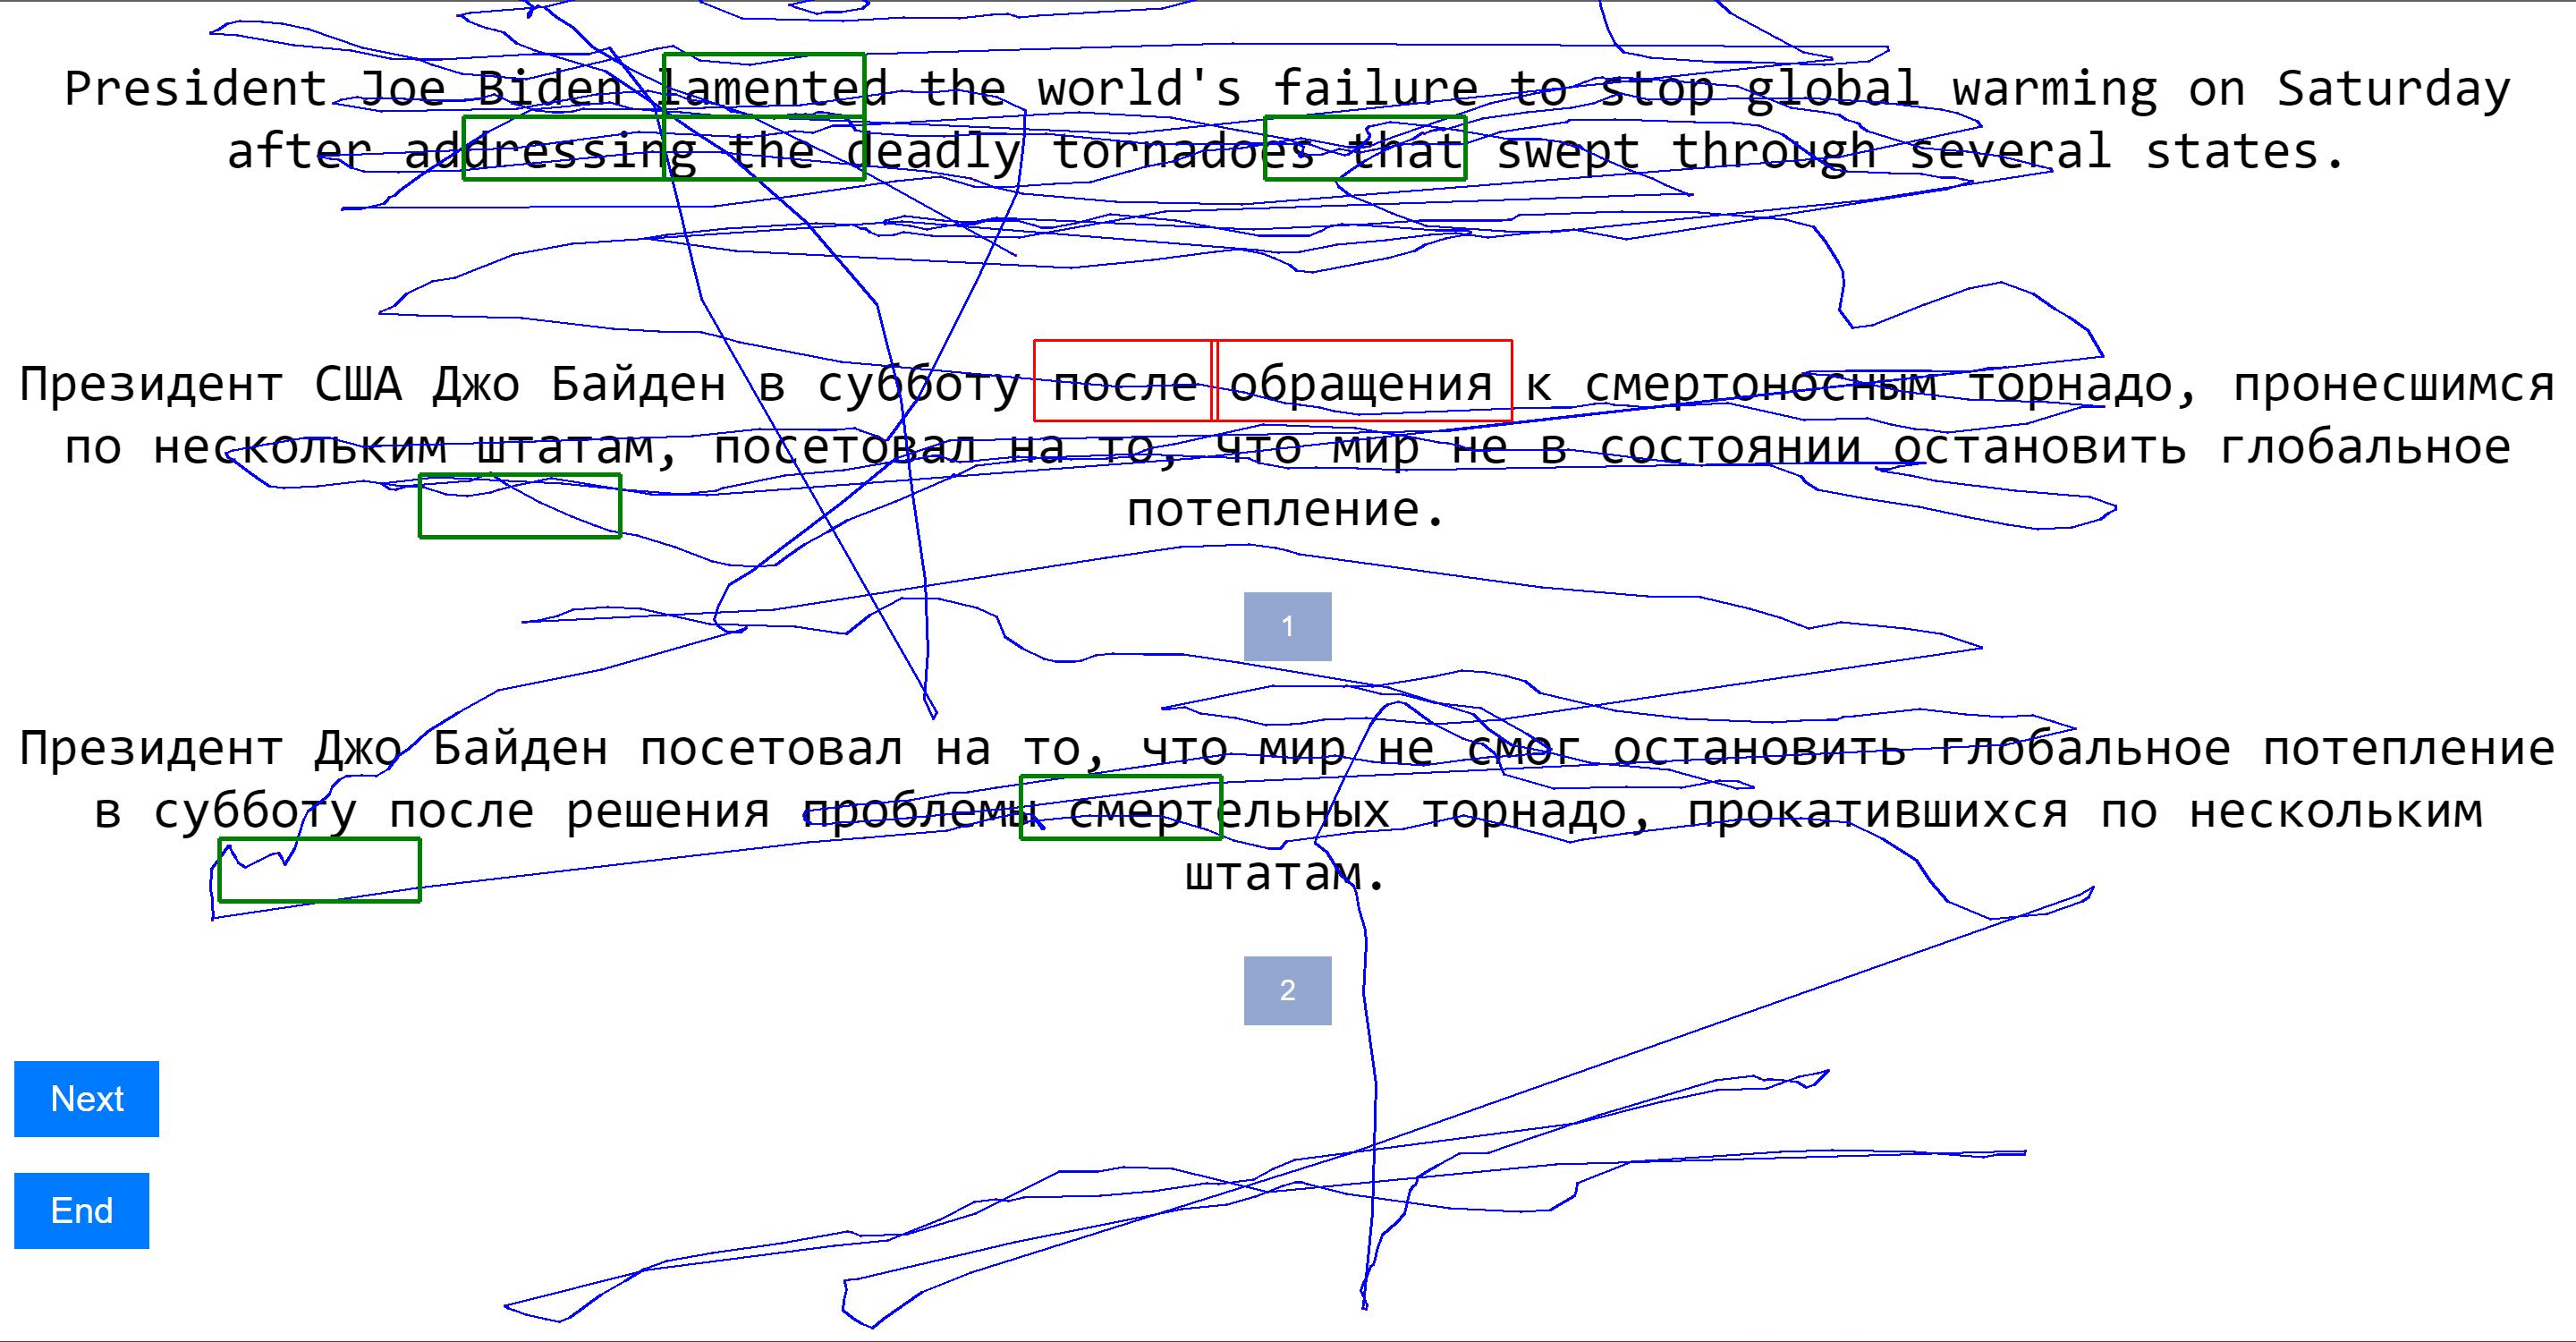 President Joe Biden lamented the world's failure to stop global warming on Saturday
after addressing the deadly tornadoes that swept through several states.
Президент США Джо Байден в субботу после обращения к смертоносным торнадо, пронесшимся
по нескольким штатам, посетовал на то, что мир не в состоянии остановить глобальное
потепление.
1
Президент Джо Байден посетовал на то, что мир не смог остановить глобальное потепление
в субботу после решения проблемы смертельных торнадо, прокатившихся по нескольким
штатам.
2
Next
End